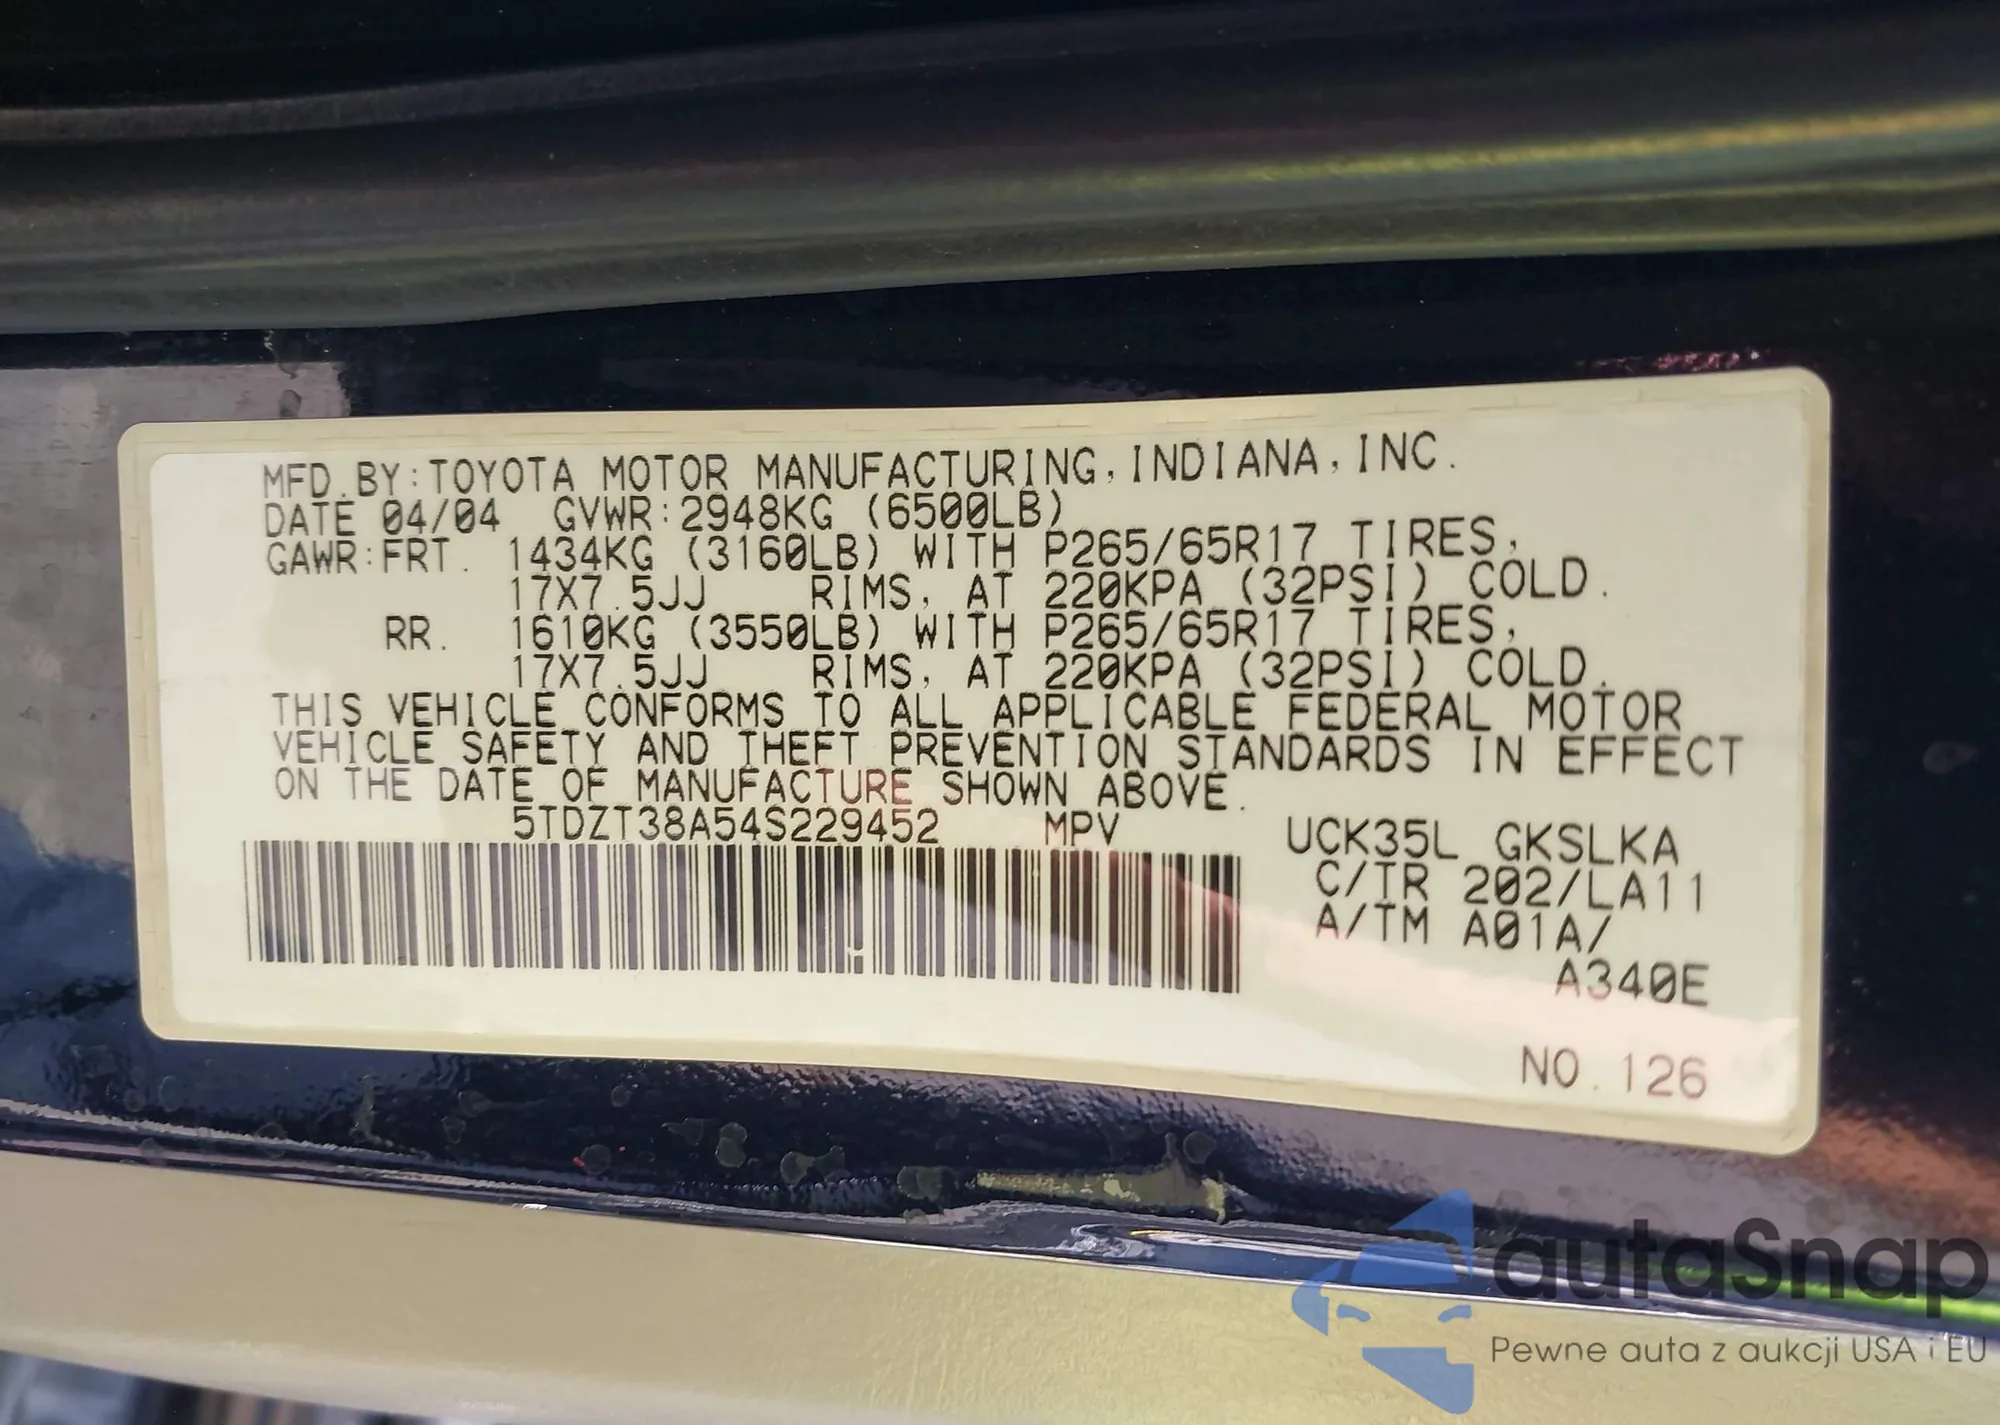 MFD.BY:TOYOTA MOTOR MANUFACTURING,INDIANA,INC.
DATE 04/04 GVWR:2948KG (6500LB)
GAWR:FRT. 1434KG (3160LB) WITH P265/65R17 TIRES,
17X7.5JJ RIMS, AT 220KPA (32PSI) COLD.
RR. 1610KG (3550LB) WITH P265/65R17 TIRES,
17X7.5JJ RIMS, AT 220KPA (32PSI) COLD.
THIS VEHICLE CONFORMS TO ALL APPLICABLE FEDERAL MOTOR
VEHICLE SAFETY AND THEFT PREVENTION STANDARDS IN EFFECT
ON THE DATE OF MANUFACTURE SHOWN ABOVE.
5TDZT38A54S229452 MPV UCK35L GKSLKA
C/TR 202/LA11
A/TM A01A/
A340E
NO.126
autaSnap
Pewne auta z aukcji USA i EU